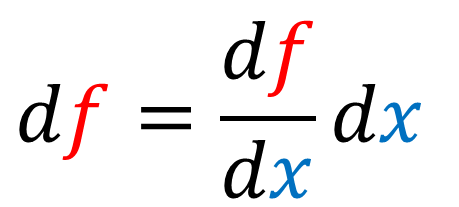 df = df/dx dx